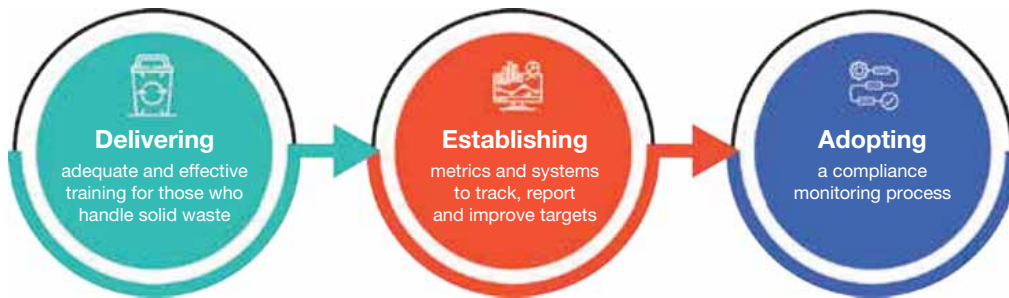 Delivering
adequate and effective
training for those who
handle solid waste
Establishing
metrics and systems
to track, report
and improve targets
Adopting
a compliance
monitoring process